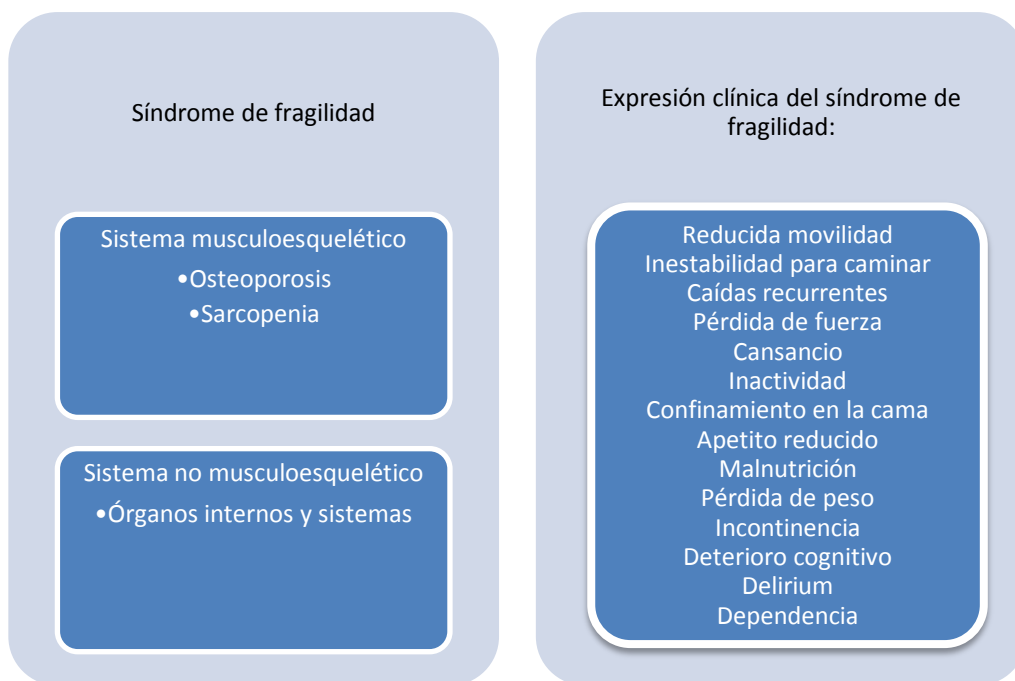 Síndrome de fragilidad
Sistema musculoesquelético
•Osteoporosis
•Sarcopenia
Sistema no musculoesquelético
•Órganos internos y sistemas
Expresión clínica del síndrome de
fragilidad:
Reducida movilidad
Inestabilidad para caminar
Caídas recurrentes
Pérdida de fuerza
Cansancio
Inactividad
Confinamiento en la cama
Apetito reducido
Malnutrición
Pérdida de peso
Incontinencia
Deterioro cognitivo
Delirium
Dependencia